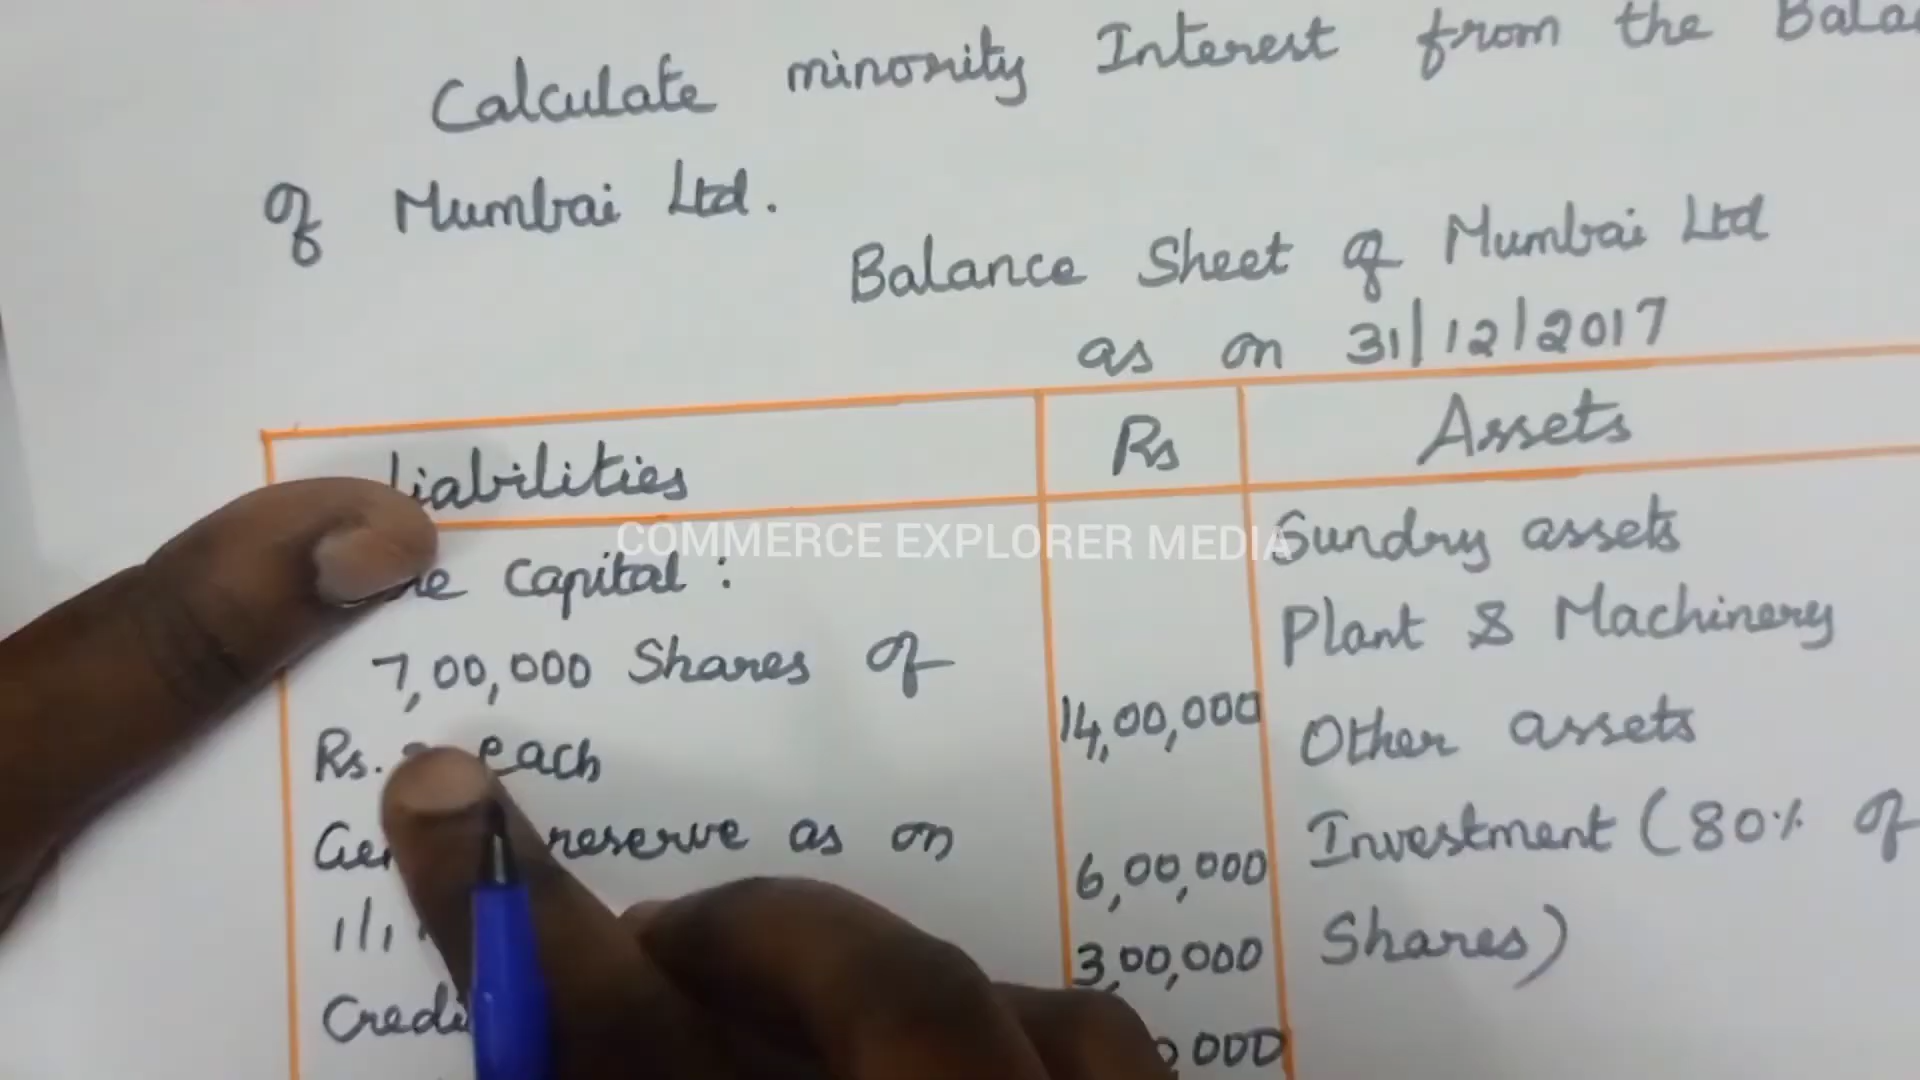 Calculate minority Interest from the
of Mumbai Ltd.
Balance Sheet of Mumbai Ltd
as on 31/12/2017
Liabilities Rs Assets
Capital :
7,00,000 Shares of
Rs. each 14,00,000
reserve as on 6,00,000
3,00,000
Sundry assets
Plant & Machinery
Other assets
Investment (80% of
Shares)
COMMERCE EXPLORER MEDIA